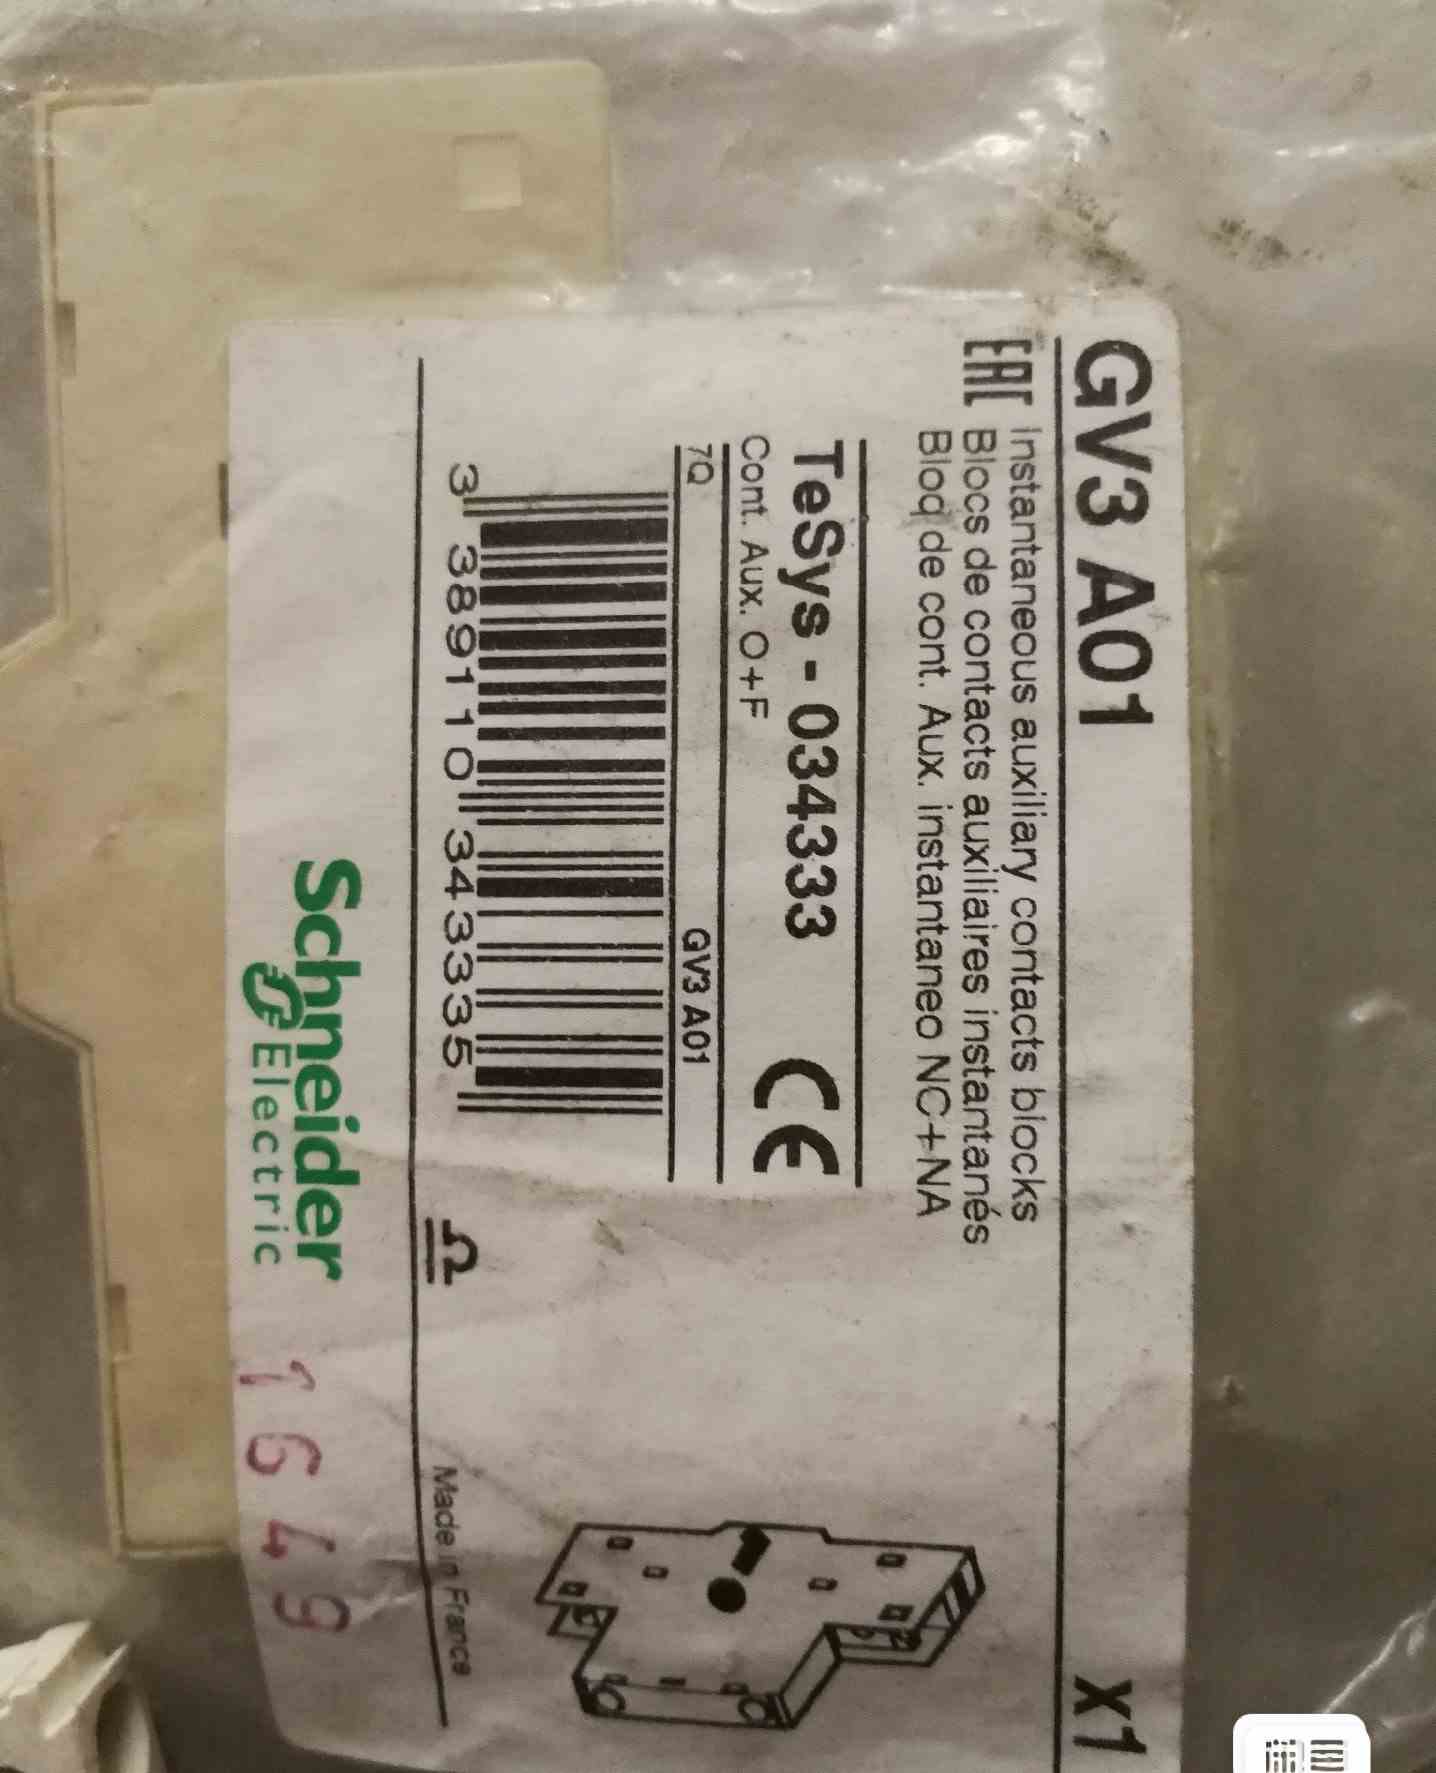 GV3 A01 x1
EAC Instantaneous auxiliary contacts blocks
Blocs de contacts auxiliaires instantanés
Bloq de cont. Aux. instantaneo NC+NA
TeSys - 034333
Cont. Aux. O+F
CE
7Q GV3 A01
3 389110 343335
Made in France
Schneider
Electric
1649